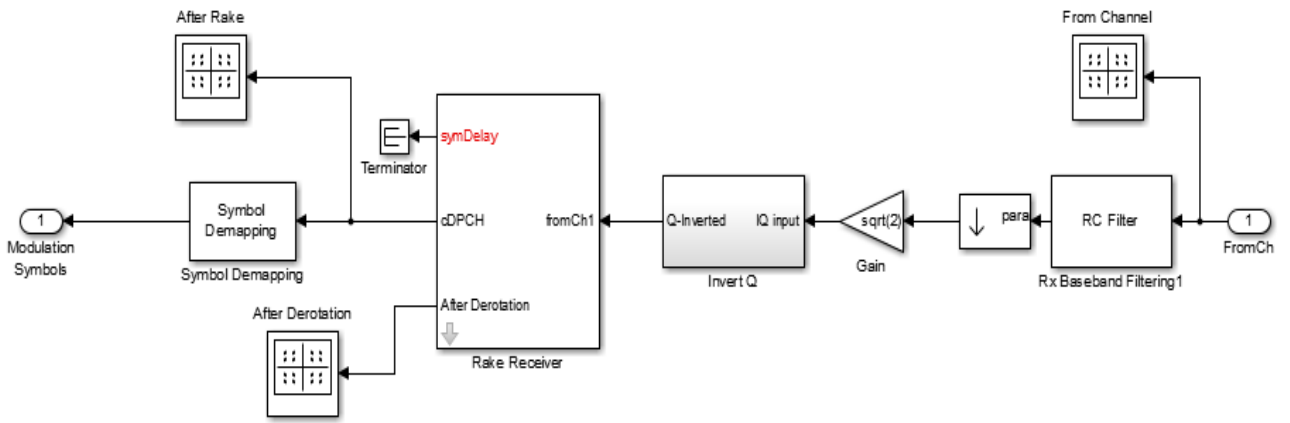 After Rake
From Channel
symDelay
Terminator
Symbol
Demapping
cDPCH
fromCh1
Q-Inverted
IQ input
sqrt(2)
para
RC Filter
1
1
Modulation
Symbols
Symbol Demapping
Invert Q
Gain
Rx Baseband Filtering1
FromCh
After Derotation
After Derotation
Rake Receiver